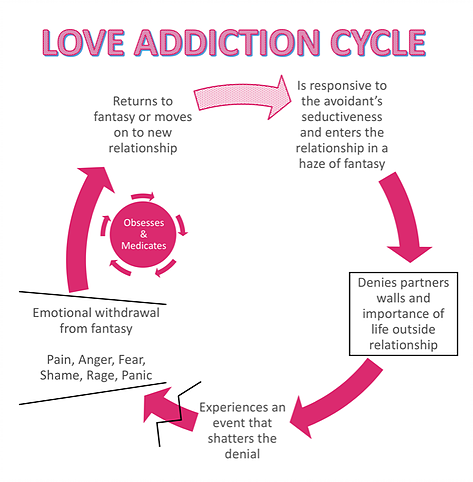 LOVE ADDICTION CYCLE
Returns to
fantasy or moves
on to new
relationship
Is responsive to
the avoidant's
seductiveness
and enters the
relationship in a
haze of fantasy
Obsesses
&
Medicates
Denies partners
walls and
importance of
life outside
relationship
Emotional withdrawal
from fantasy
Pain, Anger, Fear,
Shame, Rage, Panic
Experiences an
event that
shatters the
denial